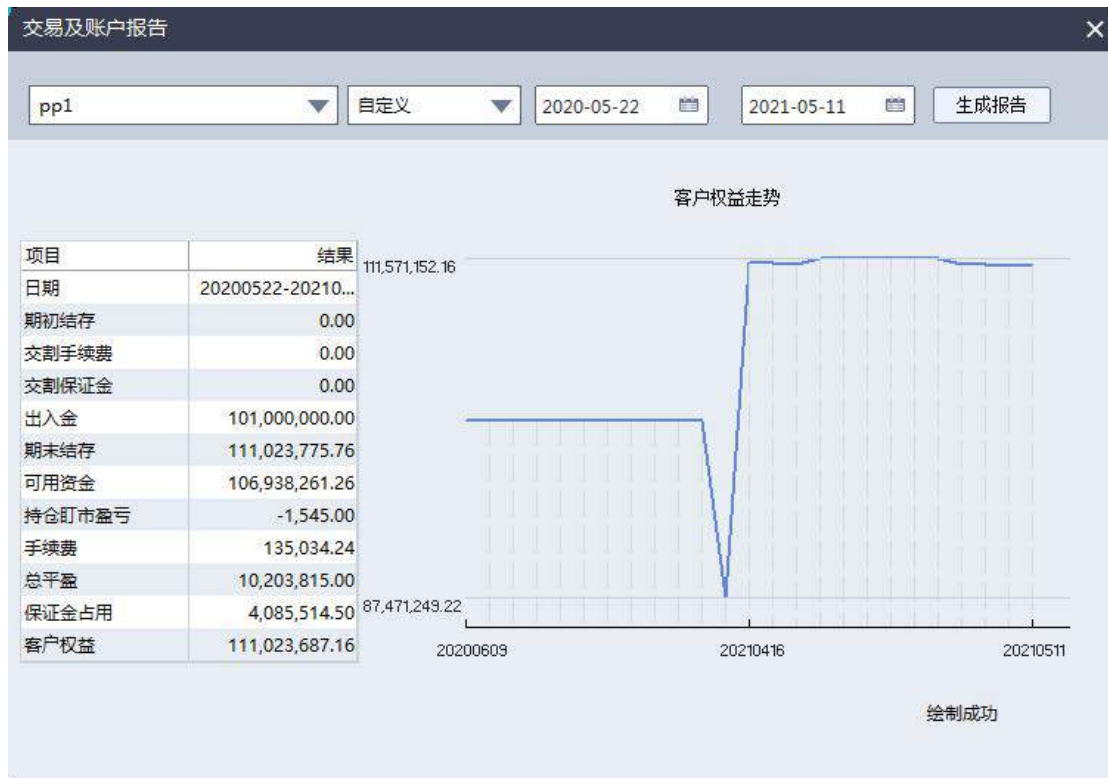 交易及账户报告
pp1 自定义 2020-05-22 2021-05-11 生成报告
客户权益走势
项目 结果
日期 20200522-20210...
期初结存 0.00
交割手续费 0.00
交割保证金 0.00
出入金 101,000,000.00
期末结存 111,023,775.76
可用资金 106,938,261.26
持仓盯市盈亏 -1,545.00
手续费 135,034.24
总平盈 10,203,815.00
保证金占用 4,085,514.50
客户权益 111,023,687.16
111,571,152.16
87,471,249.22
20200609 20210416 20210511
绘制成功